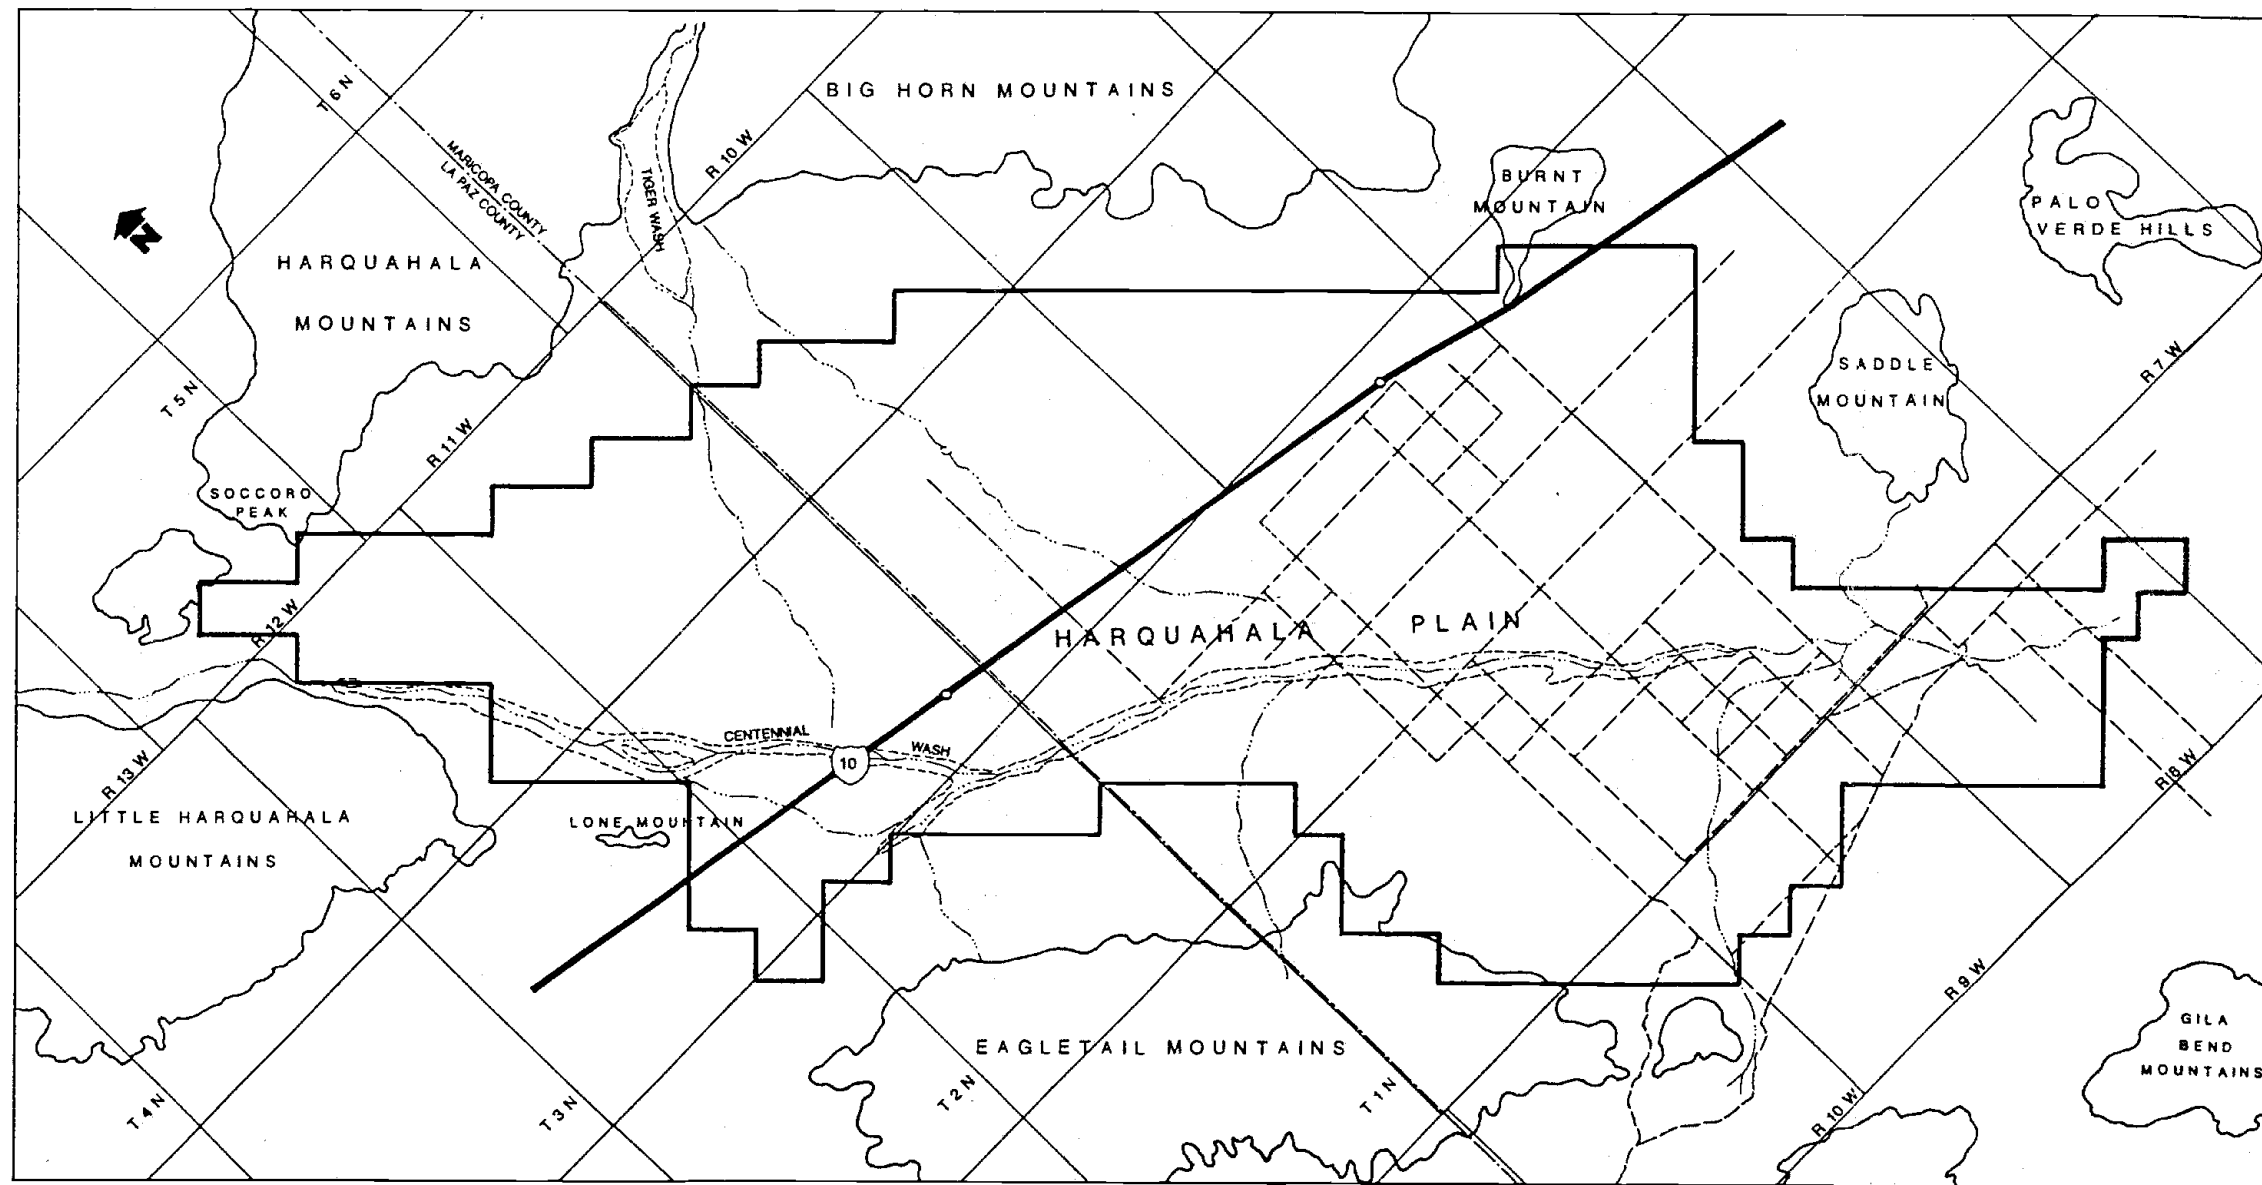 T 6 N
BIG HORN MOUNTAINS
MARICOPA COUNTY
LA PAZ COUNTY
R 10 W
TIGER WASH
BURNT
MOUNTAIN
PALO
VERDE HILLS
N
HARQUAHALA
MOUNTAINS
SADDLE
MOUNTAIN
R 7 W
T 5 N
R 11 W
SOCCORO
PEAK
R 12 W
HARQUAHALA PLAIN
CENTENNIAL WASH
10
R 13 W
R 8 W
LITTLE HARQUAHALA
MOUNTAINS
LONE MOUNTAIN
R 9 W
EAGLETAIL MOUNTAINS
GILA
BEND
MOUNTAINS
T 4 N
T 3 N
T 2 N
T 1 N
R 10 W